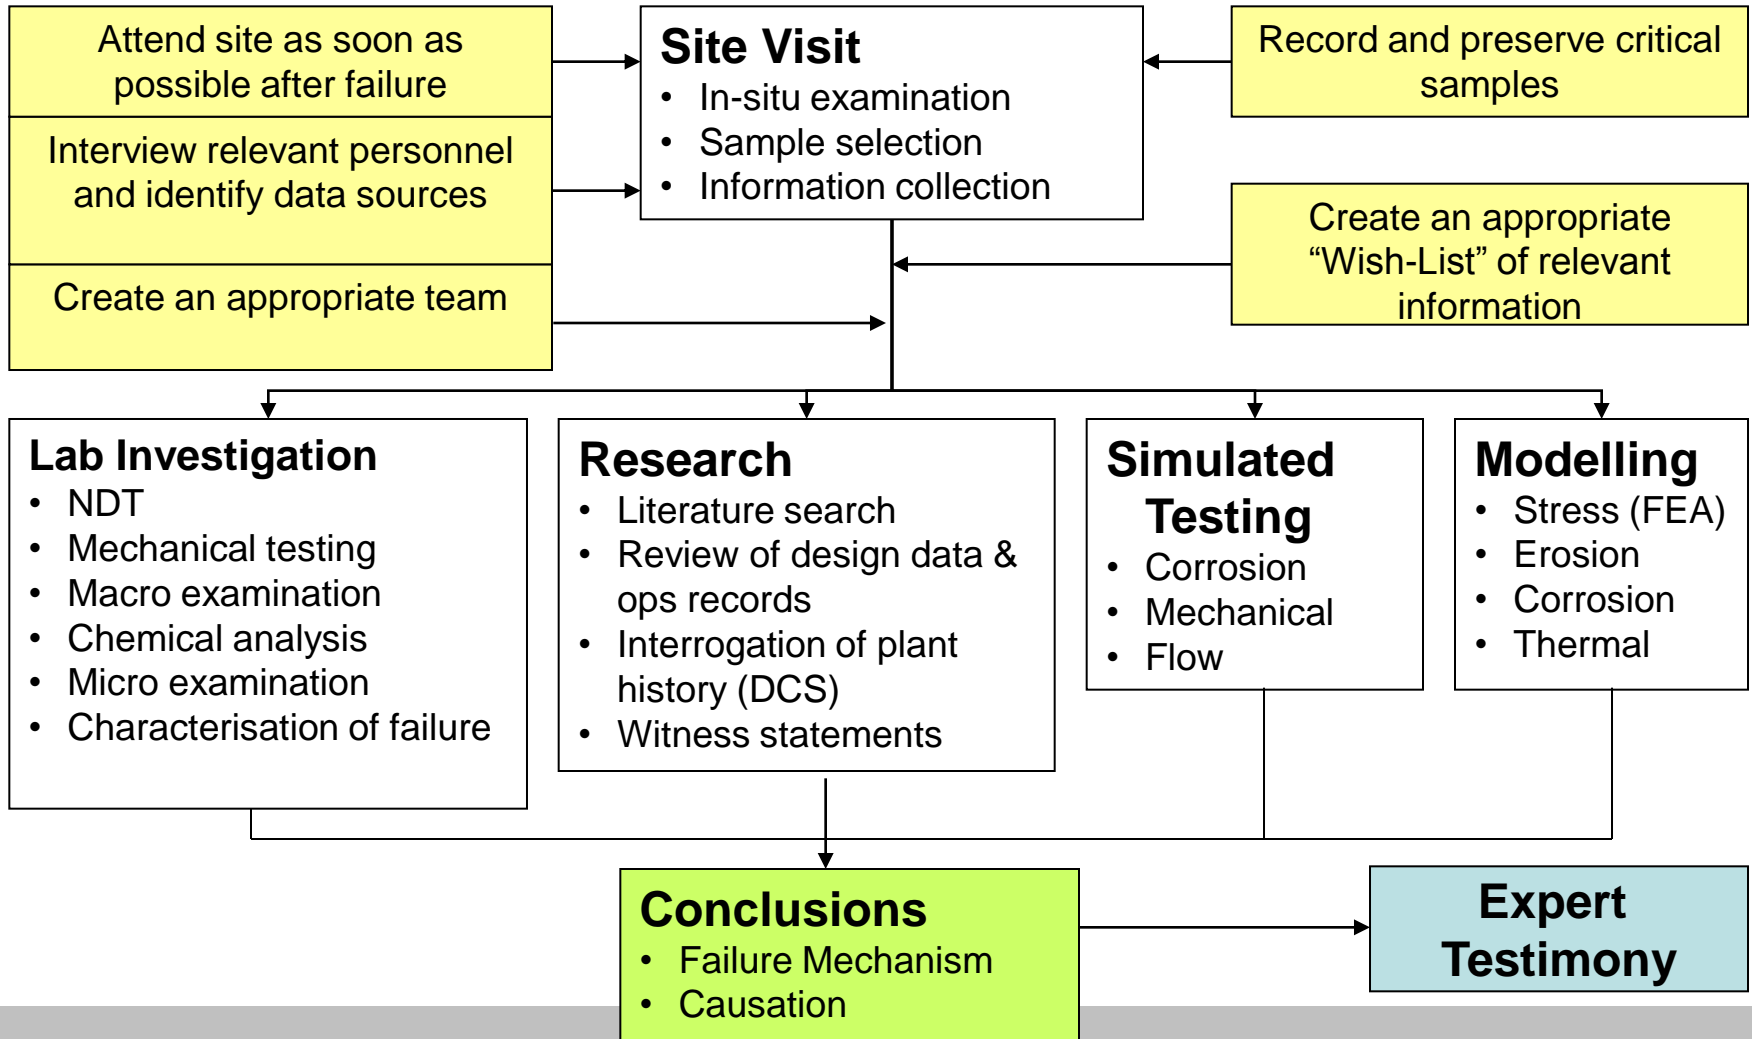 Attend site as soon as
possible after failure
Interview relevant personnel
and identify data sources
Create an appropriate team
Site Visit
• In-situ examination
• Sample selection
• Information collection
Record and preserve critical
samples
Create an appropriate
“Wish-List” of relevant
information
Lab Investigation
• NDT
• Mechanical testing
• Macro examination
• Chemical analysis
• Micro examination
• Characterisation of failure
Research
• Literature search
• Review of design data &
ops records
• Interrogation of plant
history (DCS)
• Witness statements
Simulated
Testing
• Corrosion
• Mechanical
• Flow
Modelling
• Stress (FEA)
• Erosion
• Corrosion
• Thermal
Conclusions
• Failure Mechanism
• Causation
Expert
Testimony